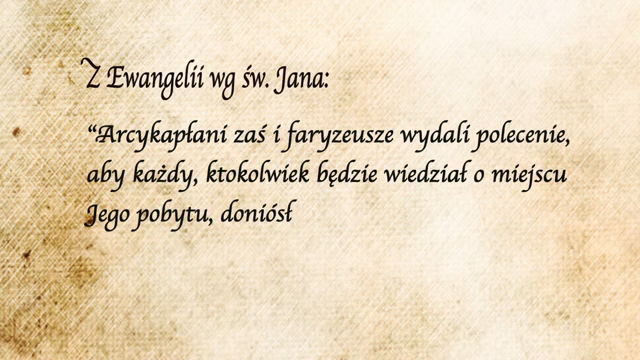 Z Ewangelii wg św. Jana:
“Arcykapłani zaś i faryzeusze wydali polecenie,
aby każdy, ktokolwiek będzie wiedział o miejscu
Jego pobytu, doniósł